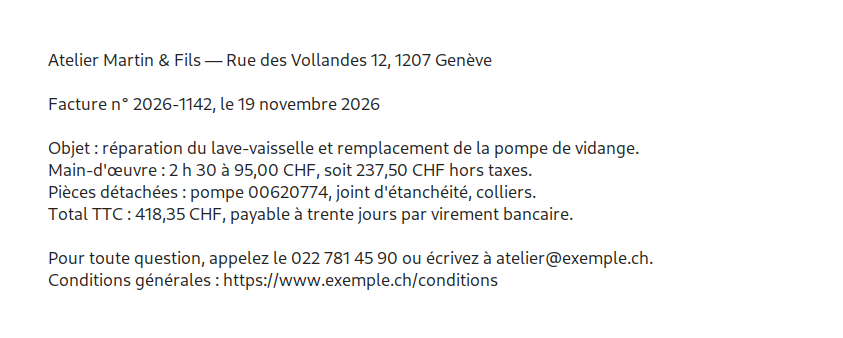 Atelier Martin & Fils — Rue des Vollandes 12, 1207 Genève
Facture n° 2026-1142, le 19 novembre 2026
Objet : réparation du lave-vaisselle et remplacement de la pompe de vidange.
Main-d'œuvre : 2 h 30 à 95,00 CHF, soit 237,50 CHF hors taxes.
Pièces détachées : pompe 00620774, joint d'étanchéité, colliers.
Total TTC : 418,35 CHF, payable à trente jours par virement bancaire.
Pour toute question, appelez le 022 781 45 90 ou écrivez à atelier@exemple.ch.
Conditions générales : https://www.exemple.ch/conditions